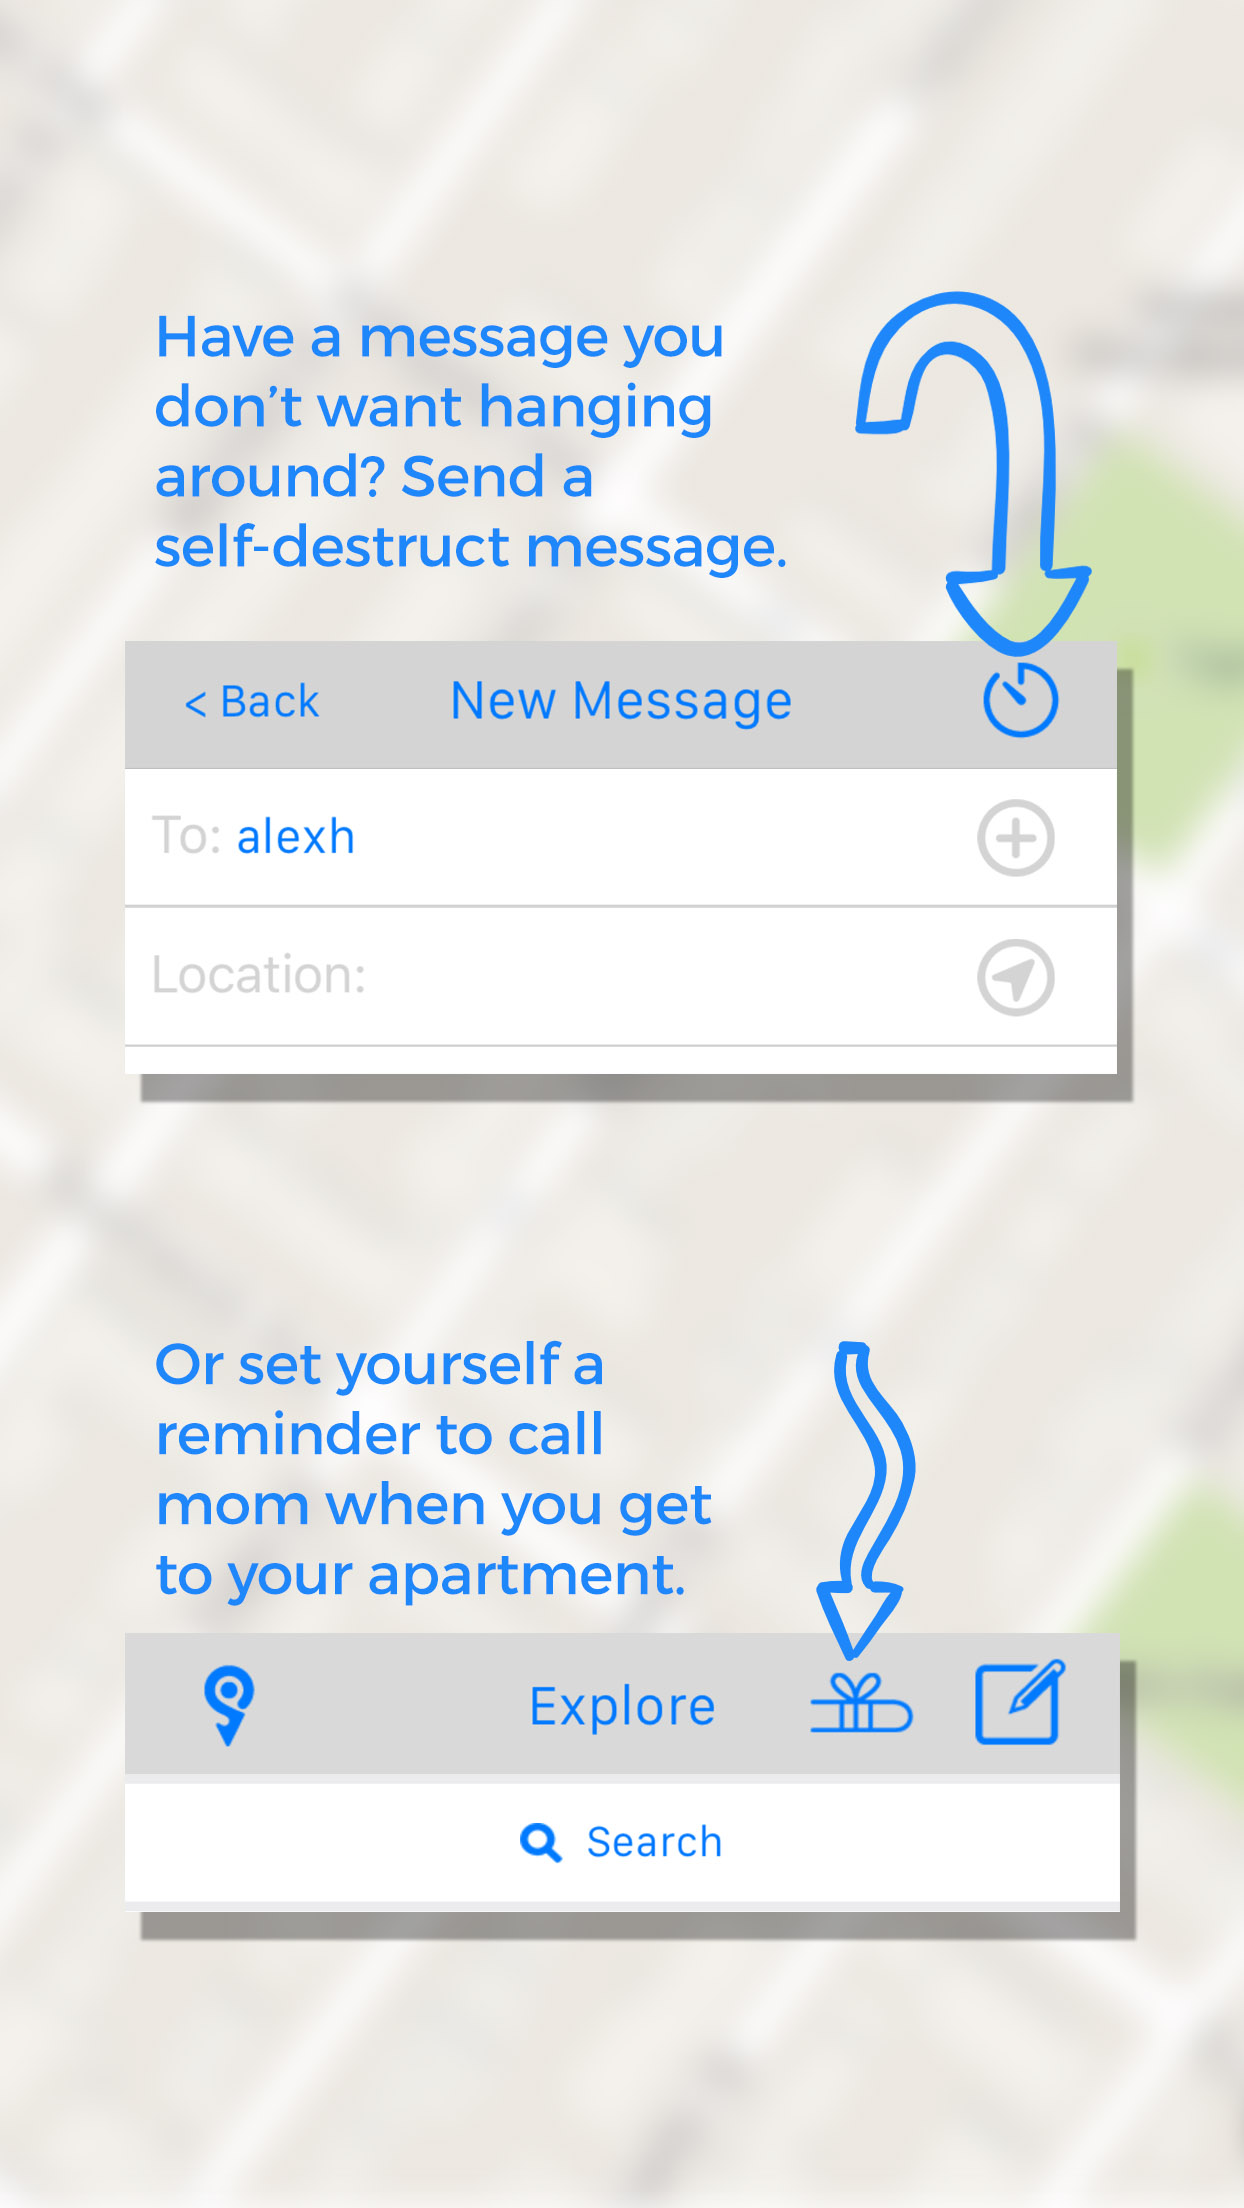 Have a message you
don’t want hanging
around? Send a
self-destruct message.
< Back New Message
To: alexh
Location:
Or set yourself a
reminder to call
mom when you get
to your apartment.
Explore
Search